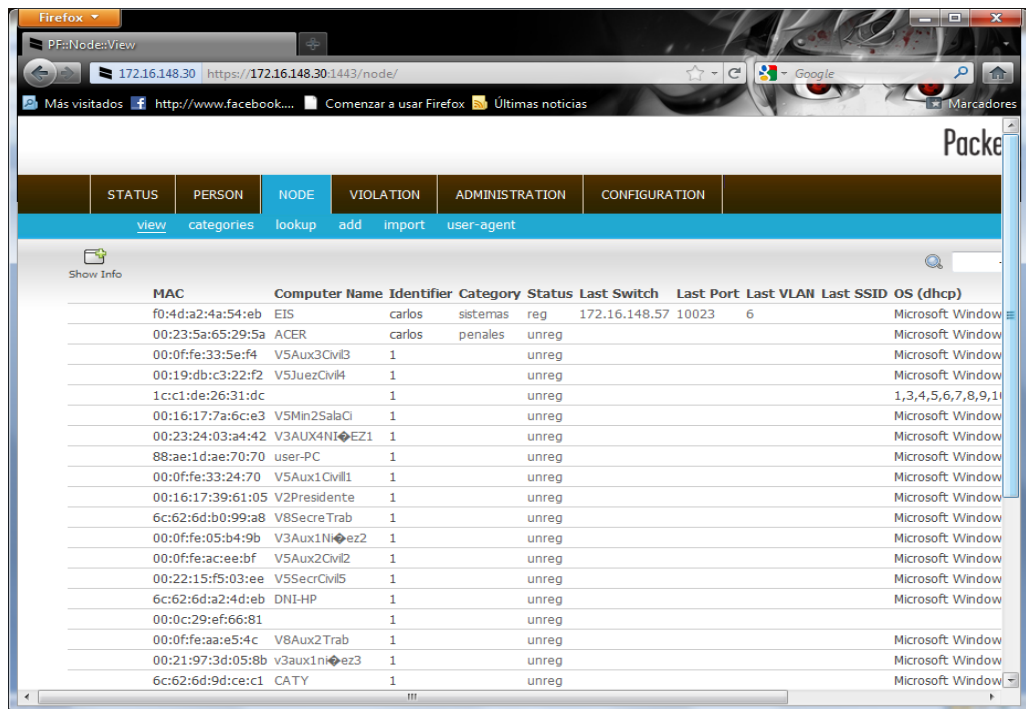 Firefox
PF::Node::View
172.16.148.30 https://172.16.148.30:1443/node/ Google
Más visitados http://www.facebook.... Comenzar a usar Firefox Últimas noticias Marcadores
Packe
STATUS PERSON NODE VIOLATION ADMINISTRATION CONFIGURATION
view categories lookup add import user-agent
Show Info
MAC Computer Name Identifier Category Status Last Switch Last Port Last VLAN Last SSID OS (dhcp)
f0:4d:a2:4a:54:eb EIS carlos sistemas reg 172.16.148.57 10023 6 Microsoft Window
00:23:5a:65:29:5a ACER carlos penales unreg Microsoft Window
00:0f:fe:33:5e:f4 V5Aux3Civil3 1 unreg Microsoft Window
00:19:db:c3:22:f2 V5JuezCivil4 1 unreg Microsoft Window
1c:c1:de:26:31:dc 1 unreg 1,3,4,5,6,7,8,9,1
00:16:17:7a:6c:e3 V5Min2SalaCi 1 unreg Microsoft Window
00:23:24:03:a4:42 V3AUX4NI�EZ1 1 unreg Microsoft Window
88:ae:1d:ae:70:70 user-PC 1 unreg Microsoft Window
00:0f:fe:33:24:70 V5Aux1Civill1 1 unreg Microsoft Window
00:16:17:39:61:05 V2Presidente 1 unreg Microsoft Window
6c:62:6d:b0:99:a8 V8SecreTrab 1 unreg Microsoft Window
00:0f:fe:05:b4:9b V3Aux1Ni�ez2 1 unreg Microsoft Window
00:0f:fe:ac:ee:bf V5Aux2Civil2 1 unreg Microsoft Window
00:22:15:f5:03:ee V5SecrCivil5 1 unreg Microsoft Window
6c:62:6d:a2:4d:eb DNI-HP 1 unreg Microsoft Window
00:0c:29:ef:66:81 1 unreg
00:0f:fe:aa:e5:4c V8Aux2Trab 1 unreg Microsoft Window
00:21:97:3d:05:8b v3aux1ni�ez3 1 unreg Microsoft Window
6c:62:6d:9d:ce:c1 CATY 1 unreg Microsoft Window